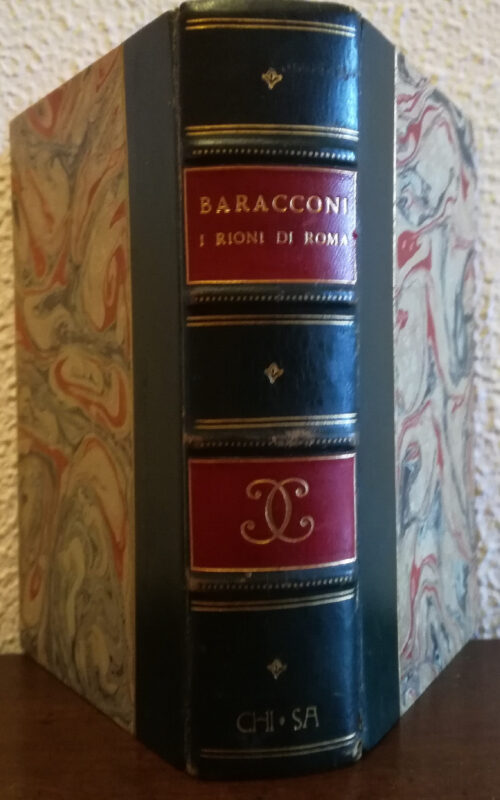 BARACCONI
I RIONI DI ROMA
CHI · SA